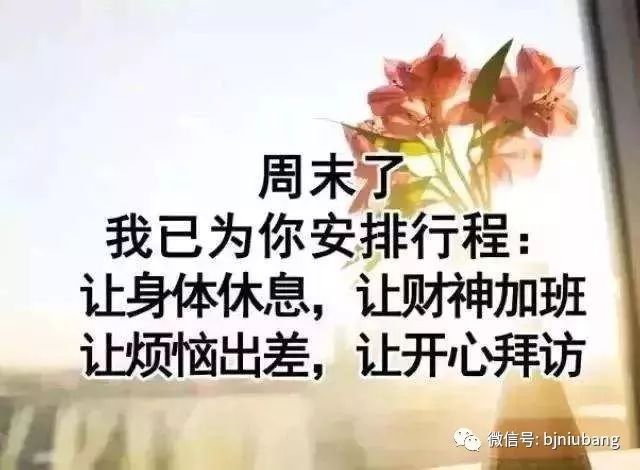 周末了
我已为你安排行程：
让身体休息，让财神加班
让烦恼出差，让开心拜访
微信号: bjniubang